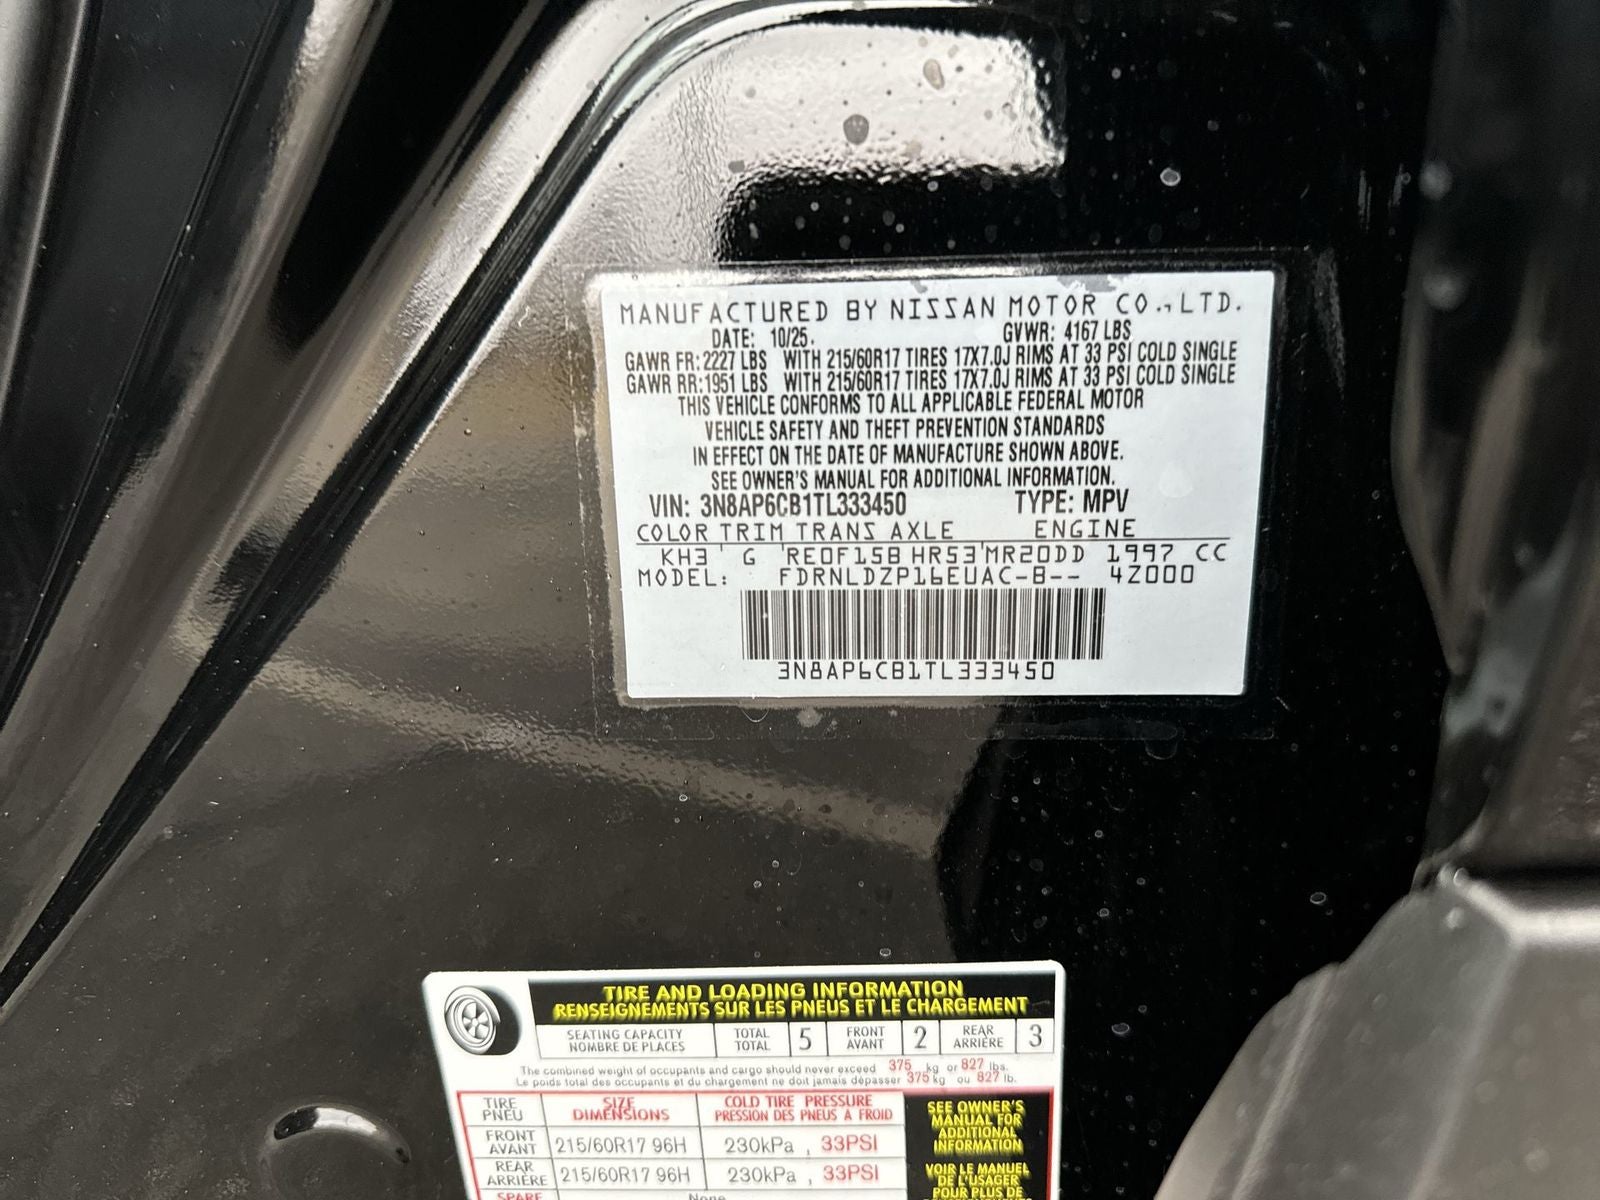 MANUFACTURED BY NISSAN MOTOR CO., LTD.
DATE: 10/25. GVWR: 4167 LBS
GAWR FR: 2227 LBS WITH 215/60R17 TIRES 17X7.0J RIMS AT 33 PSI COLD SINGLE
GAWR RR: 1951 LBS WITH 215/60R17 TIRES 17X7.0J RIMS AT 33 PSI COLD SINGLE
THIS VEHICLE CONFORMS TO ALL APPLICABLE FEDERAL MOTOR
VEHICLE SAFETY AND THEFT PREVENTION STANDARDS
IN EFFECT ON THE DATE OF MANUFACTURE SHOWN ABOVE.
SEE OWNER'S MANUAL FOR ADDITIONAL INFORMATION.
VIN: 3N8AP6CB1TL333450 TYPE: MPV
COLOR TRIM TRANS AXLE ENGINE
KH3 G RE0F15B HR53 MR20DD 1997 CC
MODEL: FDRNLDZP16EUAC-B-- 4Z000
3N8AP6CB1TL333450
TIRE AND LOADING INFORMATION
RENSEIGNEMENTS SUR LES PNEUS ET LE CHARGEMENT
SEATING CAPACITY TOTAL 5 FRONT 2 REAR 3
NOMBRE DE PLACES TOTAL AVANT ARRIÈRE
The combined weight of occupants and cargo should never exceed 375 kg or 827 lbs.
Le poids total des occupants et du chargement ne doit jamais dépasser 375 kg ou 827 lb.
TIRE SIZE COLD TIRE PRESSURE
PNEU DIMENSIONS PRESSION DES PNEUS À FROID
FRONT AVANT 215/60R17 96H 230kPa , 33PSI
REAR ARRIÈRE 215/60R17 96H 230kPa , 33PSI
SPARE None
SEE OWNER'S
MANUAL FOR
ADDITIONAL
INFORMATION
VOIR LE MANUEL
DE L'USAGER
POUR PLUS DE